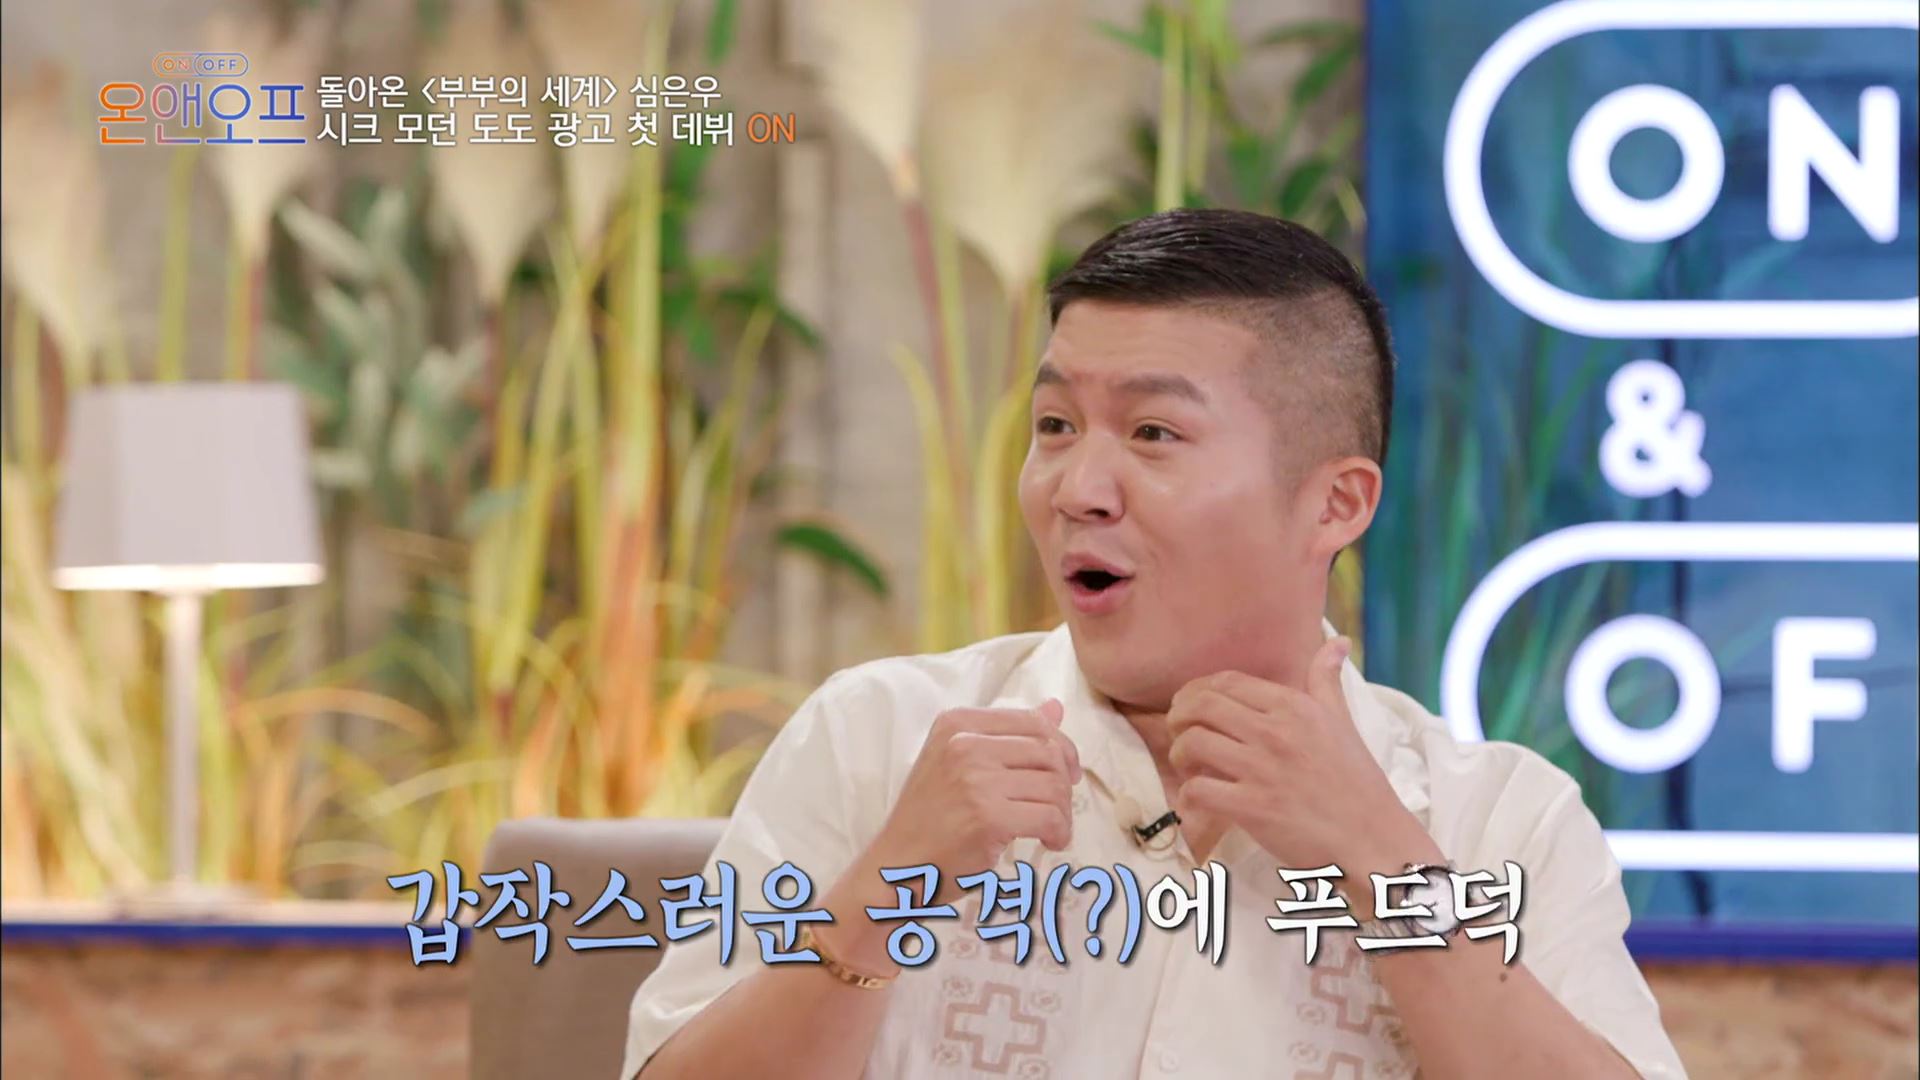 ON OFF
온앤오프
돌아온 <부부의 세계> 심은우
시크 모던 도도 광고 첫 데뷔 ON
ON
&
OF
갑작스러운 공격(?)에 푸드덕